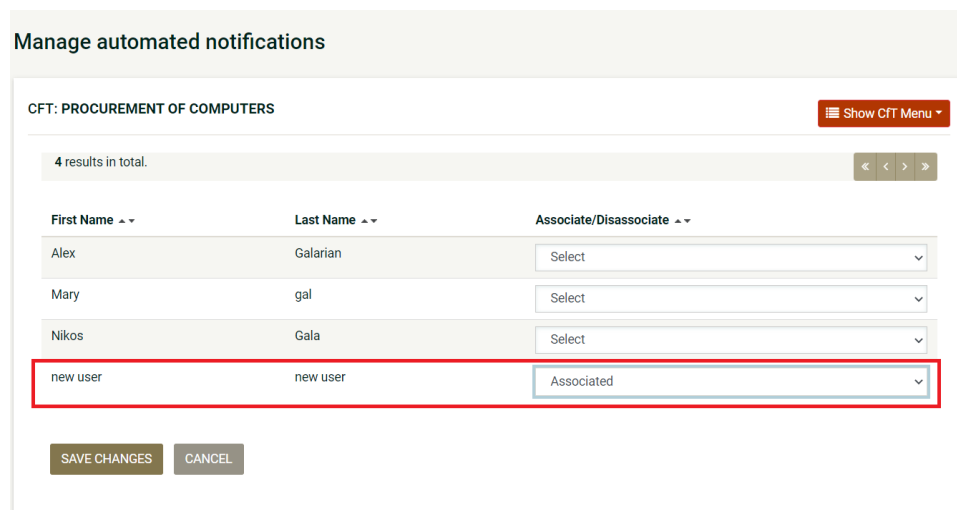 Manage automated notifications
CFT: PROCUREMENT OF COMPUTERS
Show CfT Menu
4 results in total.
« < > »
First Name Last Name Associate/Disassociate
Alex Galarian Select
Mary gal Select
Nikos Gala Select
new user new user Associated
SAVE CHANGES CANCEL